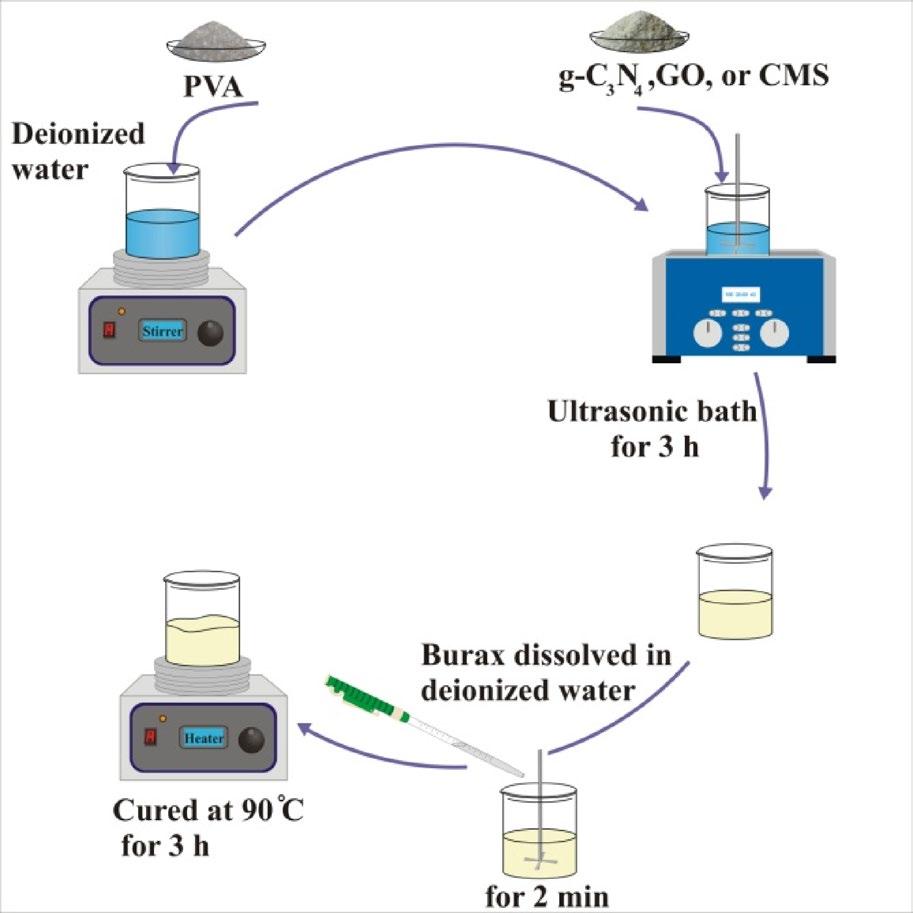 PVA
g-C₃N₄,GO, or CMS
Deionized
water
Stirrer
Ultrasonic bath
for 3 h
Burax dissolved in
deionized water
Heater
Cured at 90°C
for 3 h
for 2 min